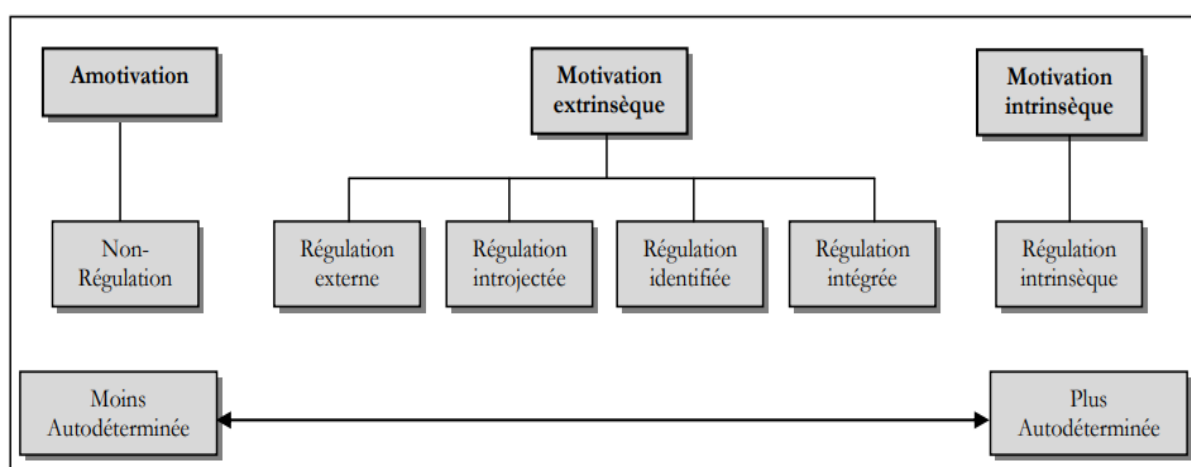 Amotivation
Motivation
extrinsèque
Motivation
intrinsèque
Non-
Régulation
Régulation
externe
Régulation
introjectée
Régulation
identifiée
Régulation
intégrée
Régulation
intrinsèque
Moins
Autodéterminée
Plus
Autodéterminée